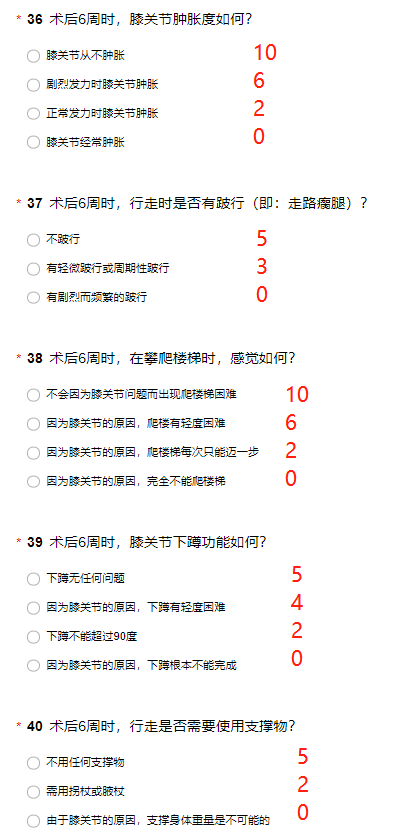 * 36 术后6周时，膝关节肿胀度如何？
膝关节从不肿胀 10
剧烈发力时膝关节肿胀 6
正常发力时膝关节肿胀 2
膝关节经常肿胀 0
* 37 术后6周时，行走时是否有跛行（即：走路瘸腿）？
不跛行 5
有轻微跛行或周期性跛行 3
有剧烈而频繁的跛行 0
* 38 术后6周时，在攀爬楼梯时，感觉如何？
不会因为膝关节问题而出现爬楼梯困难 10
因为膝关节的原因，爬楼有轻度困难 6
因为膝关节的原因，爬楼梯每次只能迈一步 2
因为膝关节的原因，完全不能爬楼梯 0
* 39 术后6周时，膝关节下蹲功能如何？
下蹲无任何问题 5
因为膝关节的原因，下蹲有轻度困难 4
下蹲不能超过90度 2
因为膝关节的原因，下蹲根本不能完成 0
* 40 术后6周时，行走是否需要使用支撑物？
不用任何支撑物 5
需用拐杖或腋杖 2
由于膝关节的原因，支撑身体重量是不可能的 0